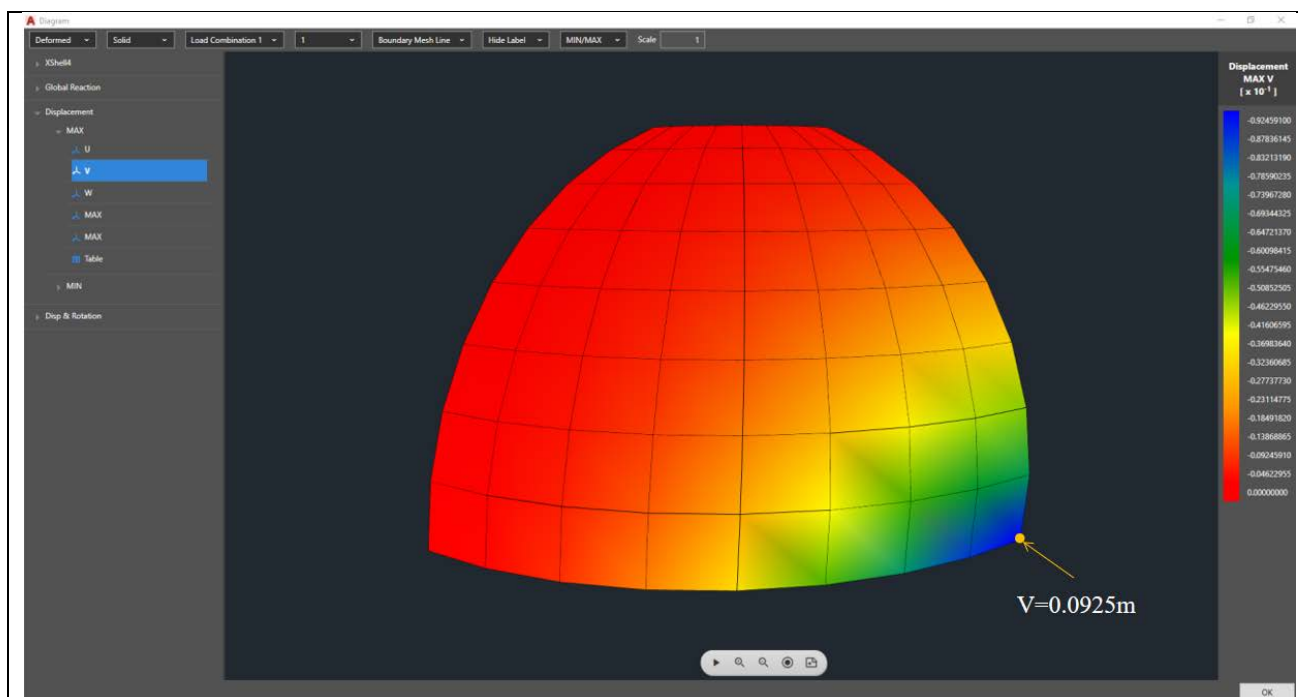 Diagram
Deformed Solid Load Combination 1 1 Boundary Mesh Line Hide Label MIN/MAX Scale 1
XShell4
Global Reaction
Displacement
MAX
U
V
W
MAX
MAX
Table
MIN
Disp & Rotation
Displacement
MAX V
[ x 10⁻¹ ]
-0.92459100
-0.87836145
-0.83213190
-0.78590235
-0.73967280
-0.69344325
-0.64721370
-0.60098415
-0.55475460
-0.50852505
-0.46229550
-0.41606595
-0.36983640
-0.32360685
-0.27737730
-0.23114775
-0.18491820
-0.13868865
-0.09245910
-0.04622955
0.00000000
V=0.0925m
OK